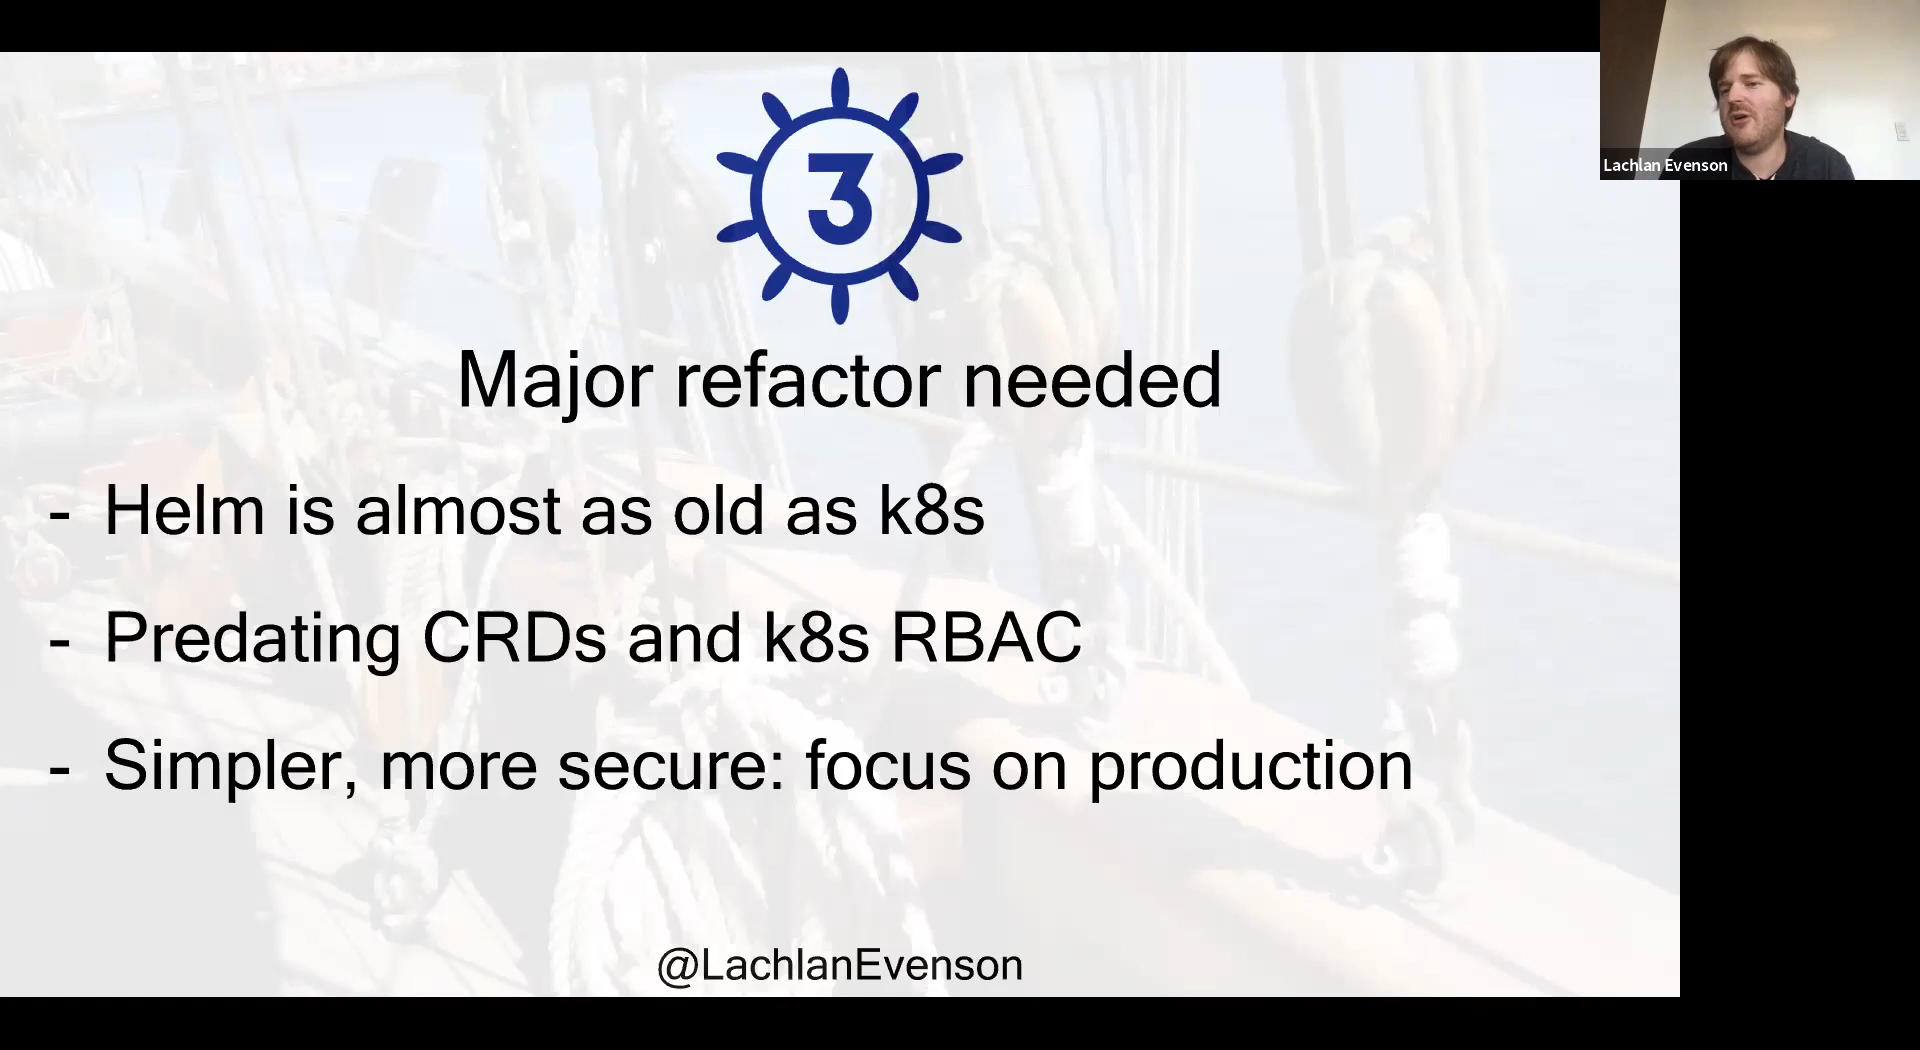 3
Lachlan Evenson
Major refactor needed
- Helm is almost as old as k8s
- Predating CRDs and k8s RBAC
- Simpler, more secure: focus on production
@LachlanEvenson